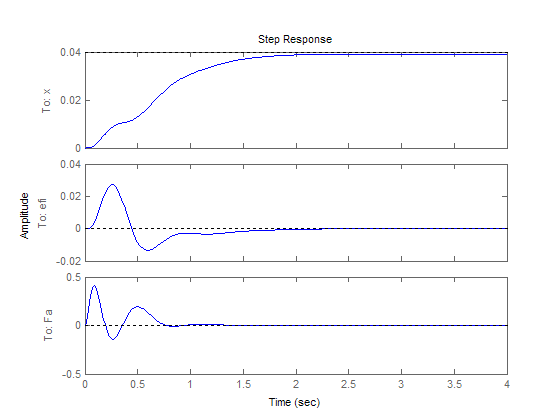 Step Response
0.04
0.02
0
To: x
0.04
0.02
0
-0.02
To: efi
Amplitude
0.5
0
-0.5
To: Fa
0 0.5 1 1.5 2 2.5 3 3.5 4
Time (sec)